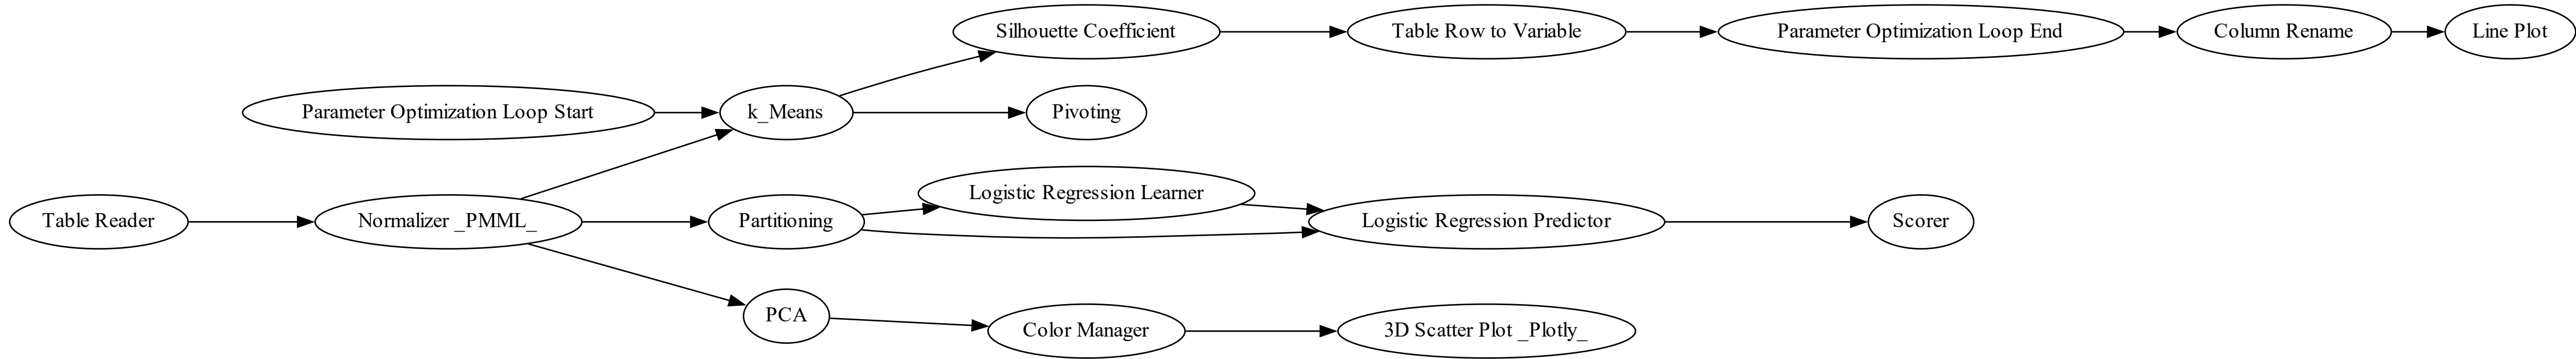 Silhouette Coefficient
Table Row to Variable
Parameter Optimization Loop End
Column Rename
Line Plot
Parameter Optimization Loop Start
k_Means
Pivoting
Logistic Regression Learner
Table Reader
Normalizer _PMML_
Partitioning
Logistic Regression Predictor
Scorer
PCA
Color Manager
3D Scatter Plot _Plotly_